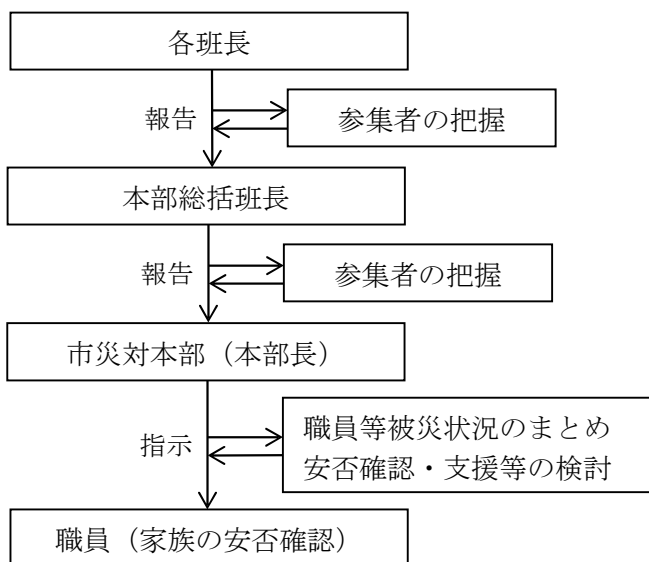 各班長
報告
参集者の把握
本部総括班長
報告
参集者の把握
市災対本部（本部長）
指示
職員等被災状況のまとめ
安否確認・支援等の検討
職員（家族の安否確認）